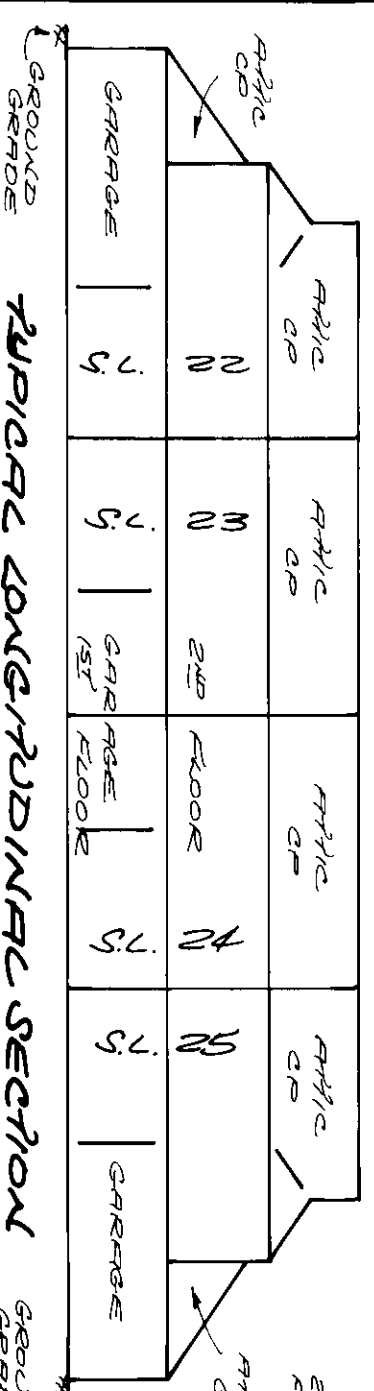 ATTIC
CP
ATTIC
CP
ATTIC
CP
ATTIC
CP
ATTIC
CP
22
23
2ND
FLOOR
24
25
GARAGE
S.L.
S.L.
GARAGE
1ST
FLOOR
S.L.
S.L.
GARAGE
GROUND
GRADE
TYPICAL LONGITUDINAL SECTION